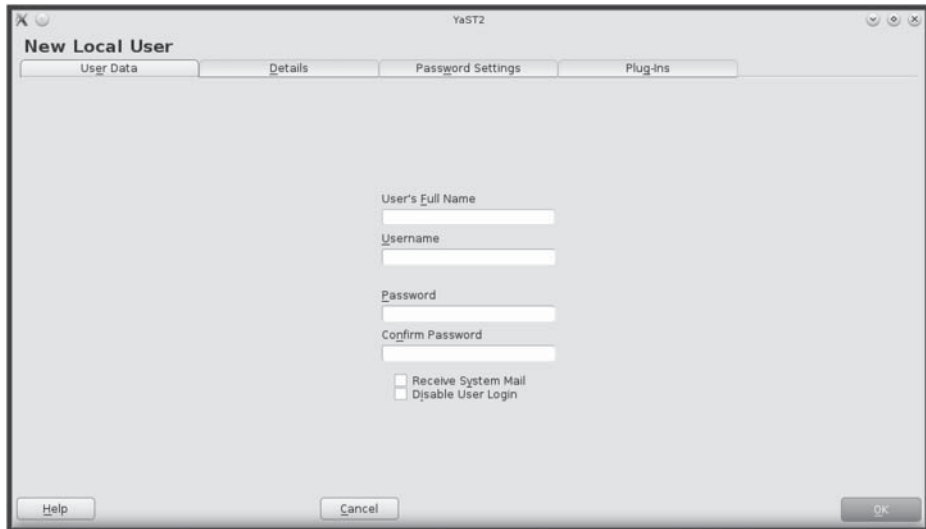 YaST2
New Local User
User Data
Details
Password Settings
Plug-Ins
User's Full Name
Username
Password
Confirm Password
Receive System Mail
Disable User Login
Help
Cancel
OK